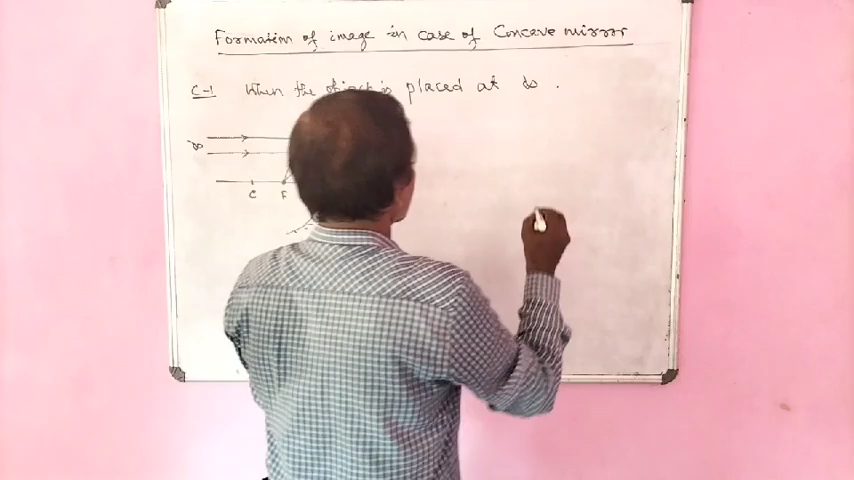 Formation of image in case of Concave mirror
C-1 When the object is placed at ∞ .
∞
C F